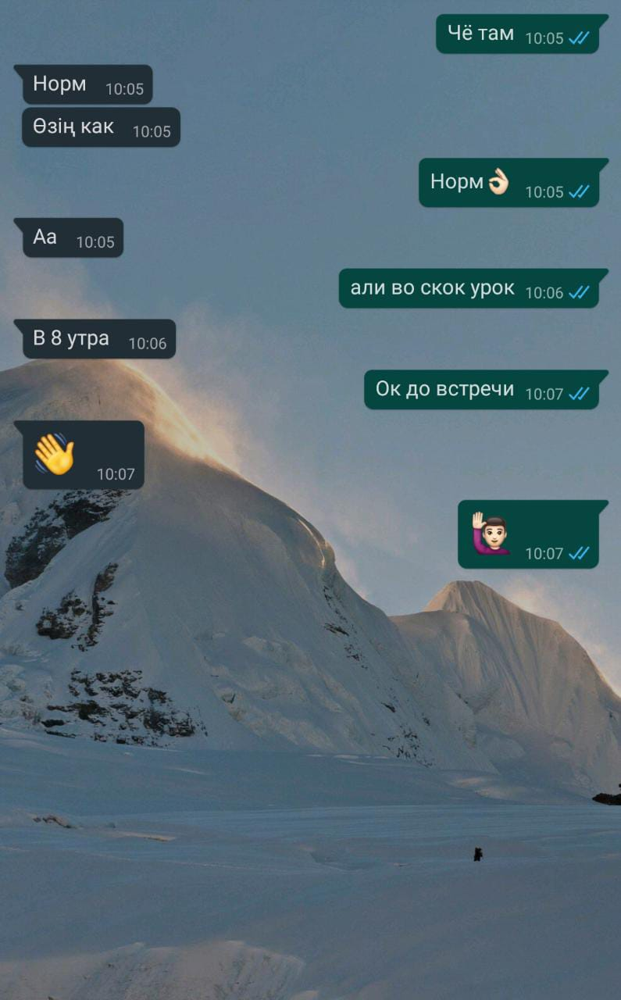 Чё там 10:05
Норм 10:05
Өзің как 10:05
Норм👌🏻 10:05
Аа 10:05
али во скок урок 10:06
В 8 утра 10:06
Ок до встречи 10:07
👋 10:07
🙋🏻‍♂️ 10:07